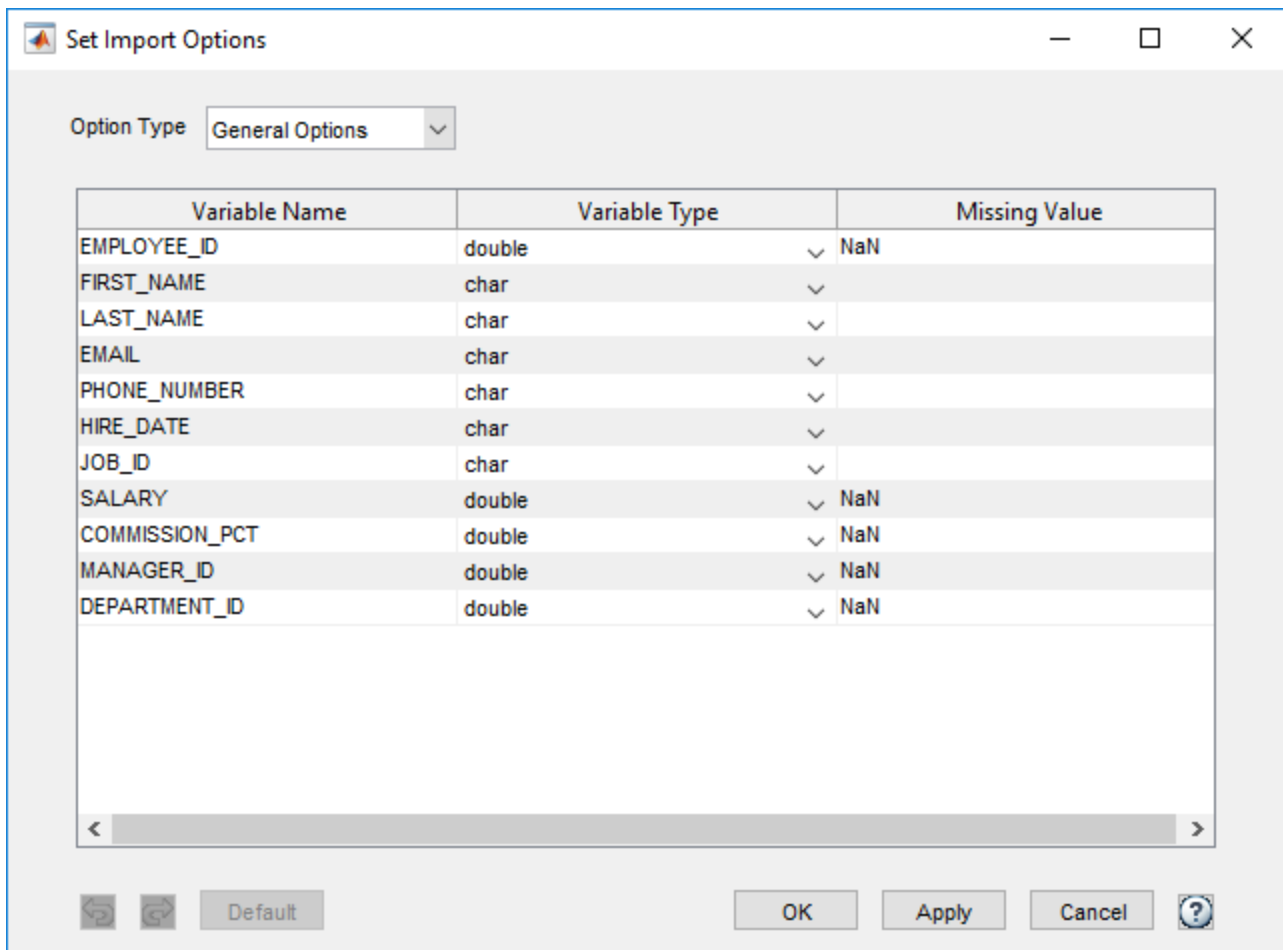 Set Import Options
Option Type General Options
Variable Name Variable Type Missing Value
EMPLOYEE_ID double NaN
FIRST_NAME char
LAST_NAME char
EMAIL char
PHONE_NUMBER char
HIRE_DATE char
JOB_ID char
SALARY double NaN
COMMISSION_PCT double NaN
MANAGER_ID double NaN
DEPARTMENT_ID double NaN
Default OK Apply Cancel ?